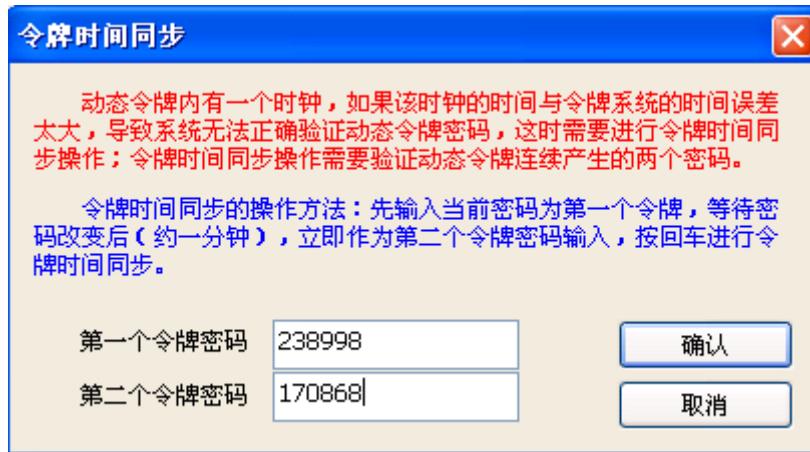 令牌时间同步
动态令牌内有一个时钟，如果该时钟的时间与令牌系统的时间误差
太大，导致系统无法正确验证动态令牌密码，这时需要进行令牌时间同
步操作；令牌时间同步操作需要验证动态令牌连续产生的两个密码。
令牌时间同步的操作方法：先输入当前密码为第一个令牌，等待密
码改变后（约一分钟），立即作为第二个令牌密码输入，按回车进行令
牌时间同步。
第一个令牌密码 238998 确认
第二个令牌密码 170868 取消